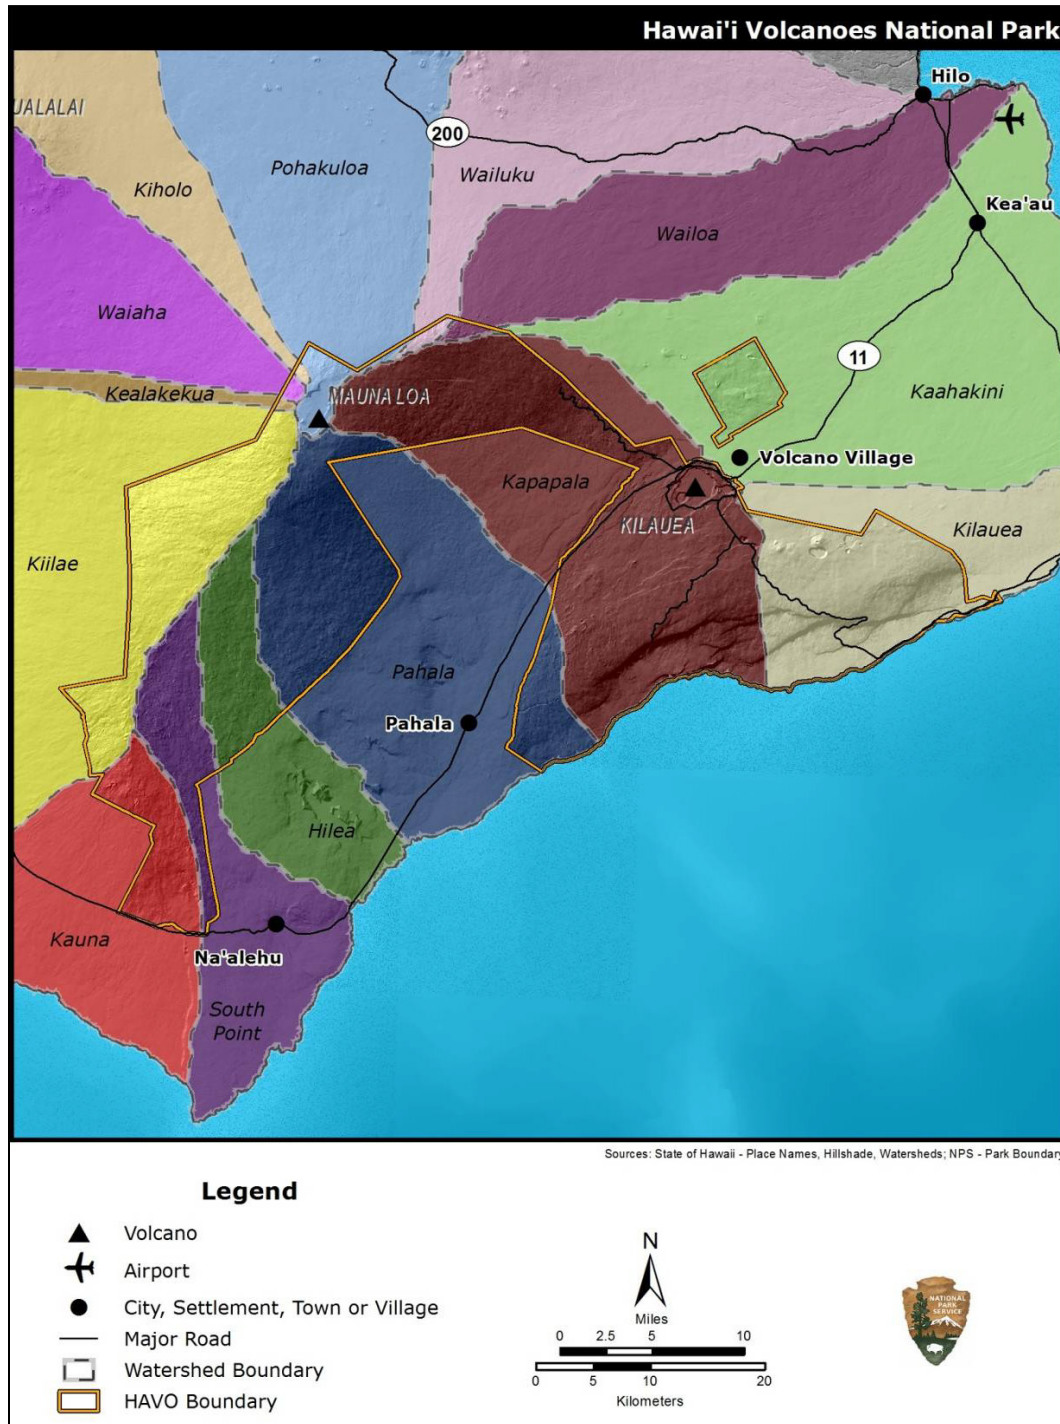 Hawai'i Volcanoes National Park
Hilo
UALALAI
200
Pohakuloa
Wailuku
Kiholo
Kea'au
Wailoa
Waiaha
11
Kealakekua
MAUNA LOA
Kaahakini
Volcano Village
Kapapala
KILAUEA
Kilauea
Kiilae
Pahala
Pahala
Hilea
Kauna
Na'alehu
South
Point
Sources: State of Hawaii - Place Names, Hillshade, Watersheds; NPS - Park Boundary
Legend
Volcano
Airport
City, Settlement, Town or Village
Major Road
Watershed Boundary
HAVO Boundary
N
Miles
0 2.5 5 10
0 5 10 20
Kilometers
NATIONAL
PARK
SERVICE